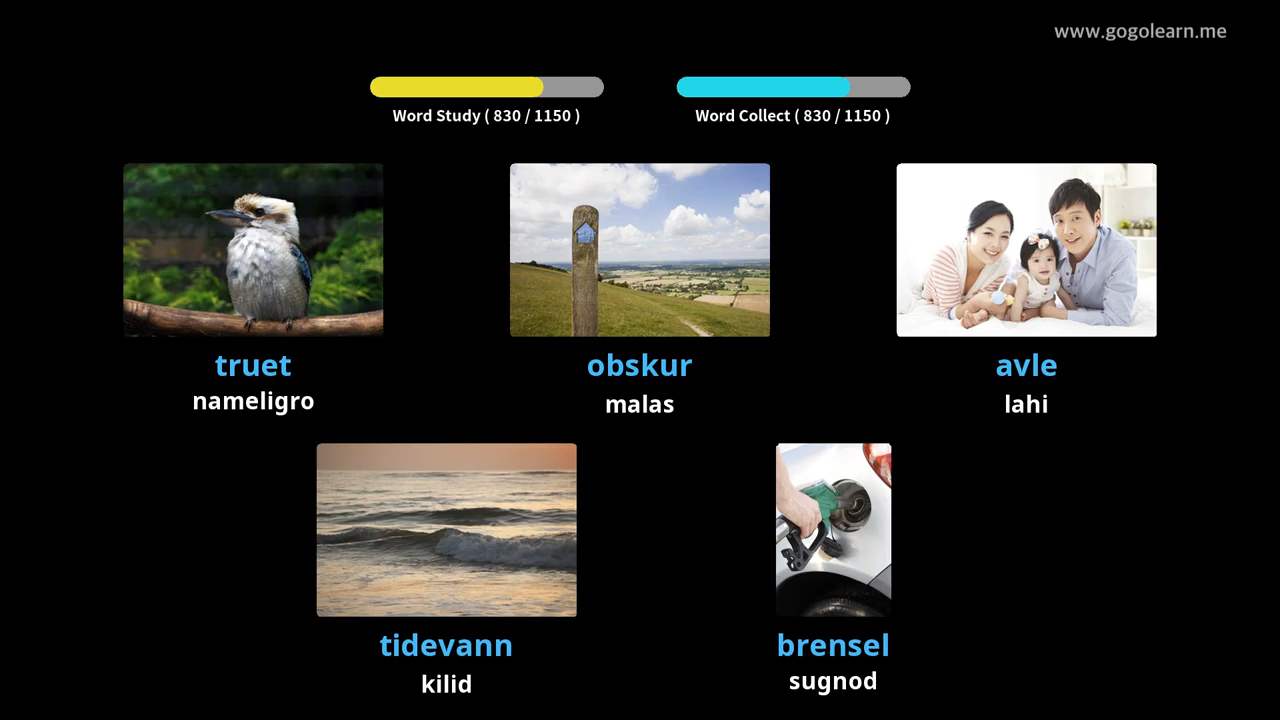 www.gogolearn.me
Word Study ( 830 / 1150 )
Word Collect ( 830 / 1150 )
truet
nameligro
obskur
malas
avle
lahi
tidevann
kilid
brensel
sugnod